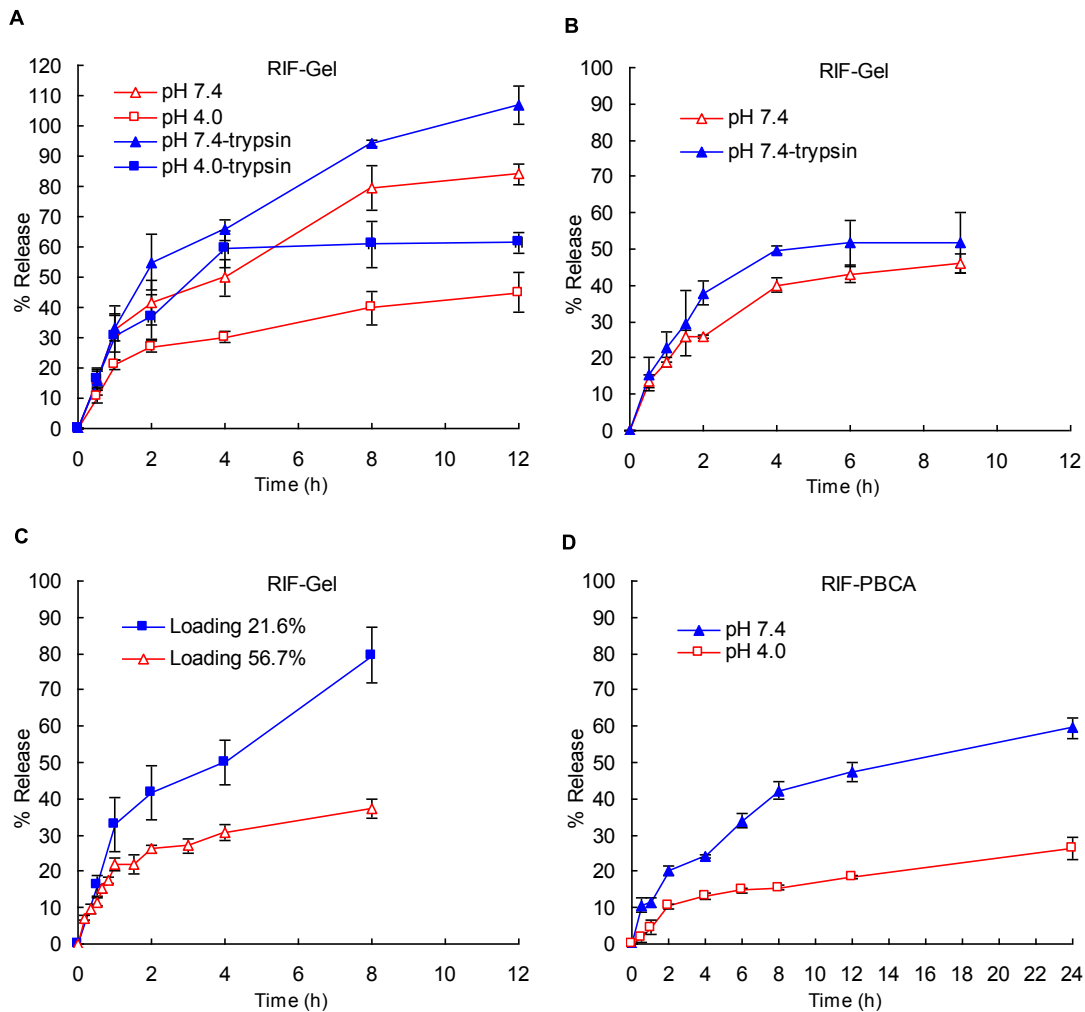 A
RIF-Gel
pH 7.4
pH 4.0
pH 7.4-trypsin
pH 4.0-trypsin
% Release
120
110
100
90
80
70
60
50
40
30
20
10
0
0 2 4 6 8 10 12
Time (h)
B
RIF-Gel
pH 7.4
pH 7.4-trypsin
% Release
100
90
80
70
60
50
40
30
20
10
0
0 2 4 6 8 10 12
Time (h)
C
RIF-Gel
Loading 21.6%
Loading 56.7%
% Release
100
90
80
70
60
50
40
30
20
10
0
0 2 4 6 8 10 12
Time (h)
D
RIF-PBCA
pH 7.4
pH 4.0
% Release
100
90
80
70
60
50
40
30
20
10
0
0 2 4 6 8 10 12 14 16 18 20 22 24
Time (h)